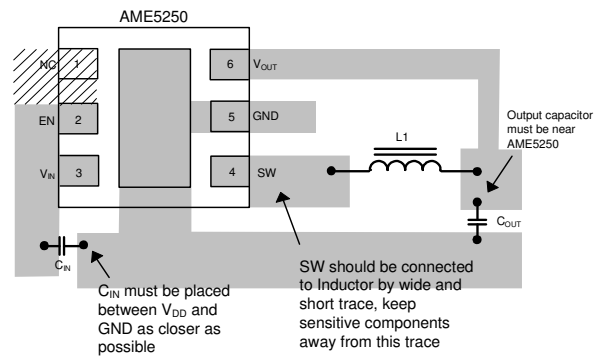 AME5250
NC 1
6 VOUT
EN 2
5 GND
VIN 3
4 SW
L1
Output capacitor
must be near
AME5250
COUT
CIN
CIN must be placed
between VDD and
GND as closer as
possible
SW should be connected
to Inductor by wide and
short trace, keep
sensitive components
away from this trace